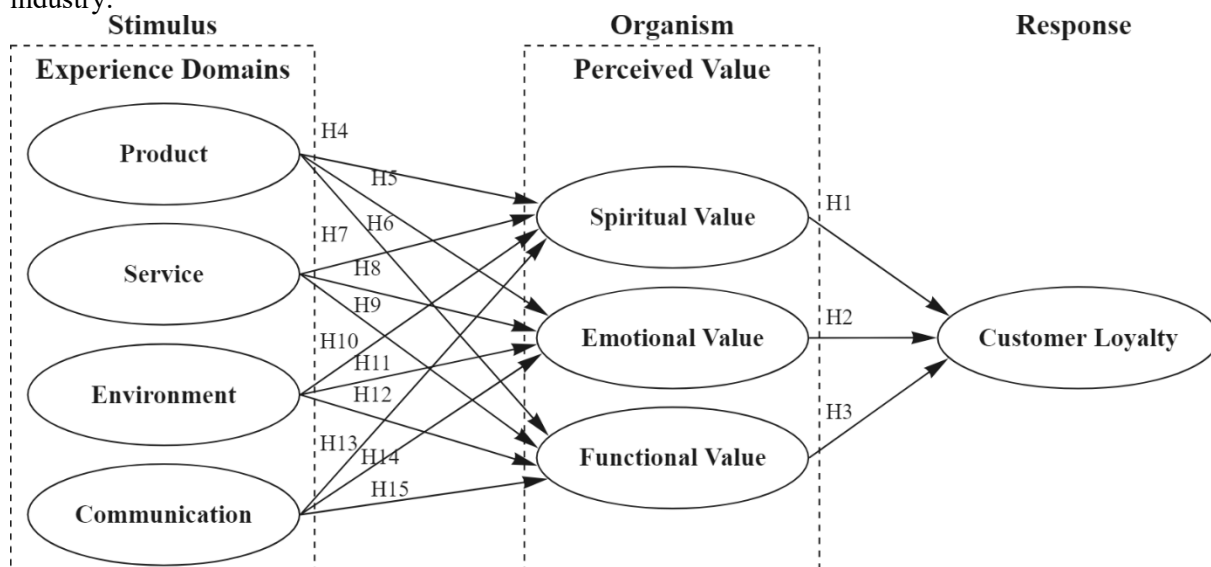 industry.
Stimulus Organism Response
Experience Domains Perceived Value
Product
Service
Environment
Communication
H4
H5
H6
H7
H8
H9
H10
H11
H12
H13
H14
H15
Spiritual Value
Emotional Value
Functional Value
H1
H2
H3
Customer Loyalty